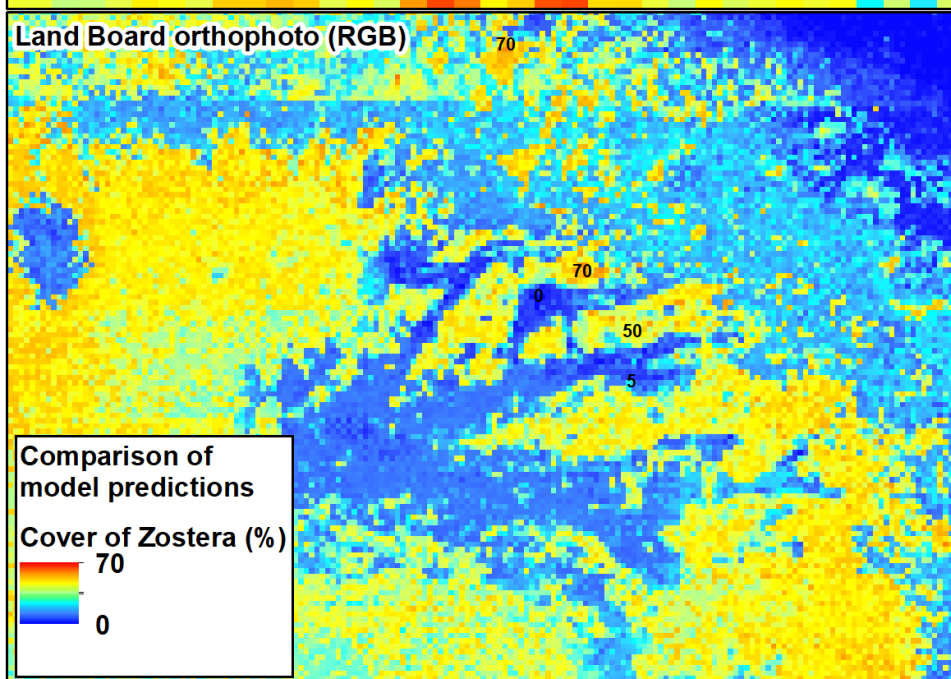 Land Board orthophoto (RGB)
70
70
0
50
5
Comparison of
model predictions
Cover of Zostera (%)
70
0